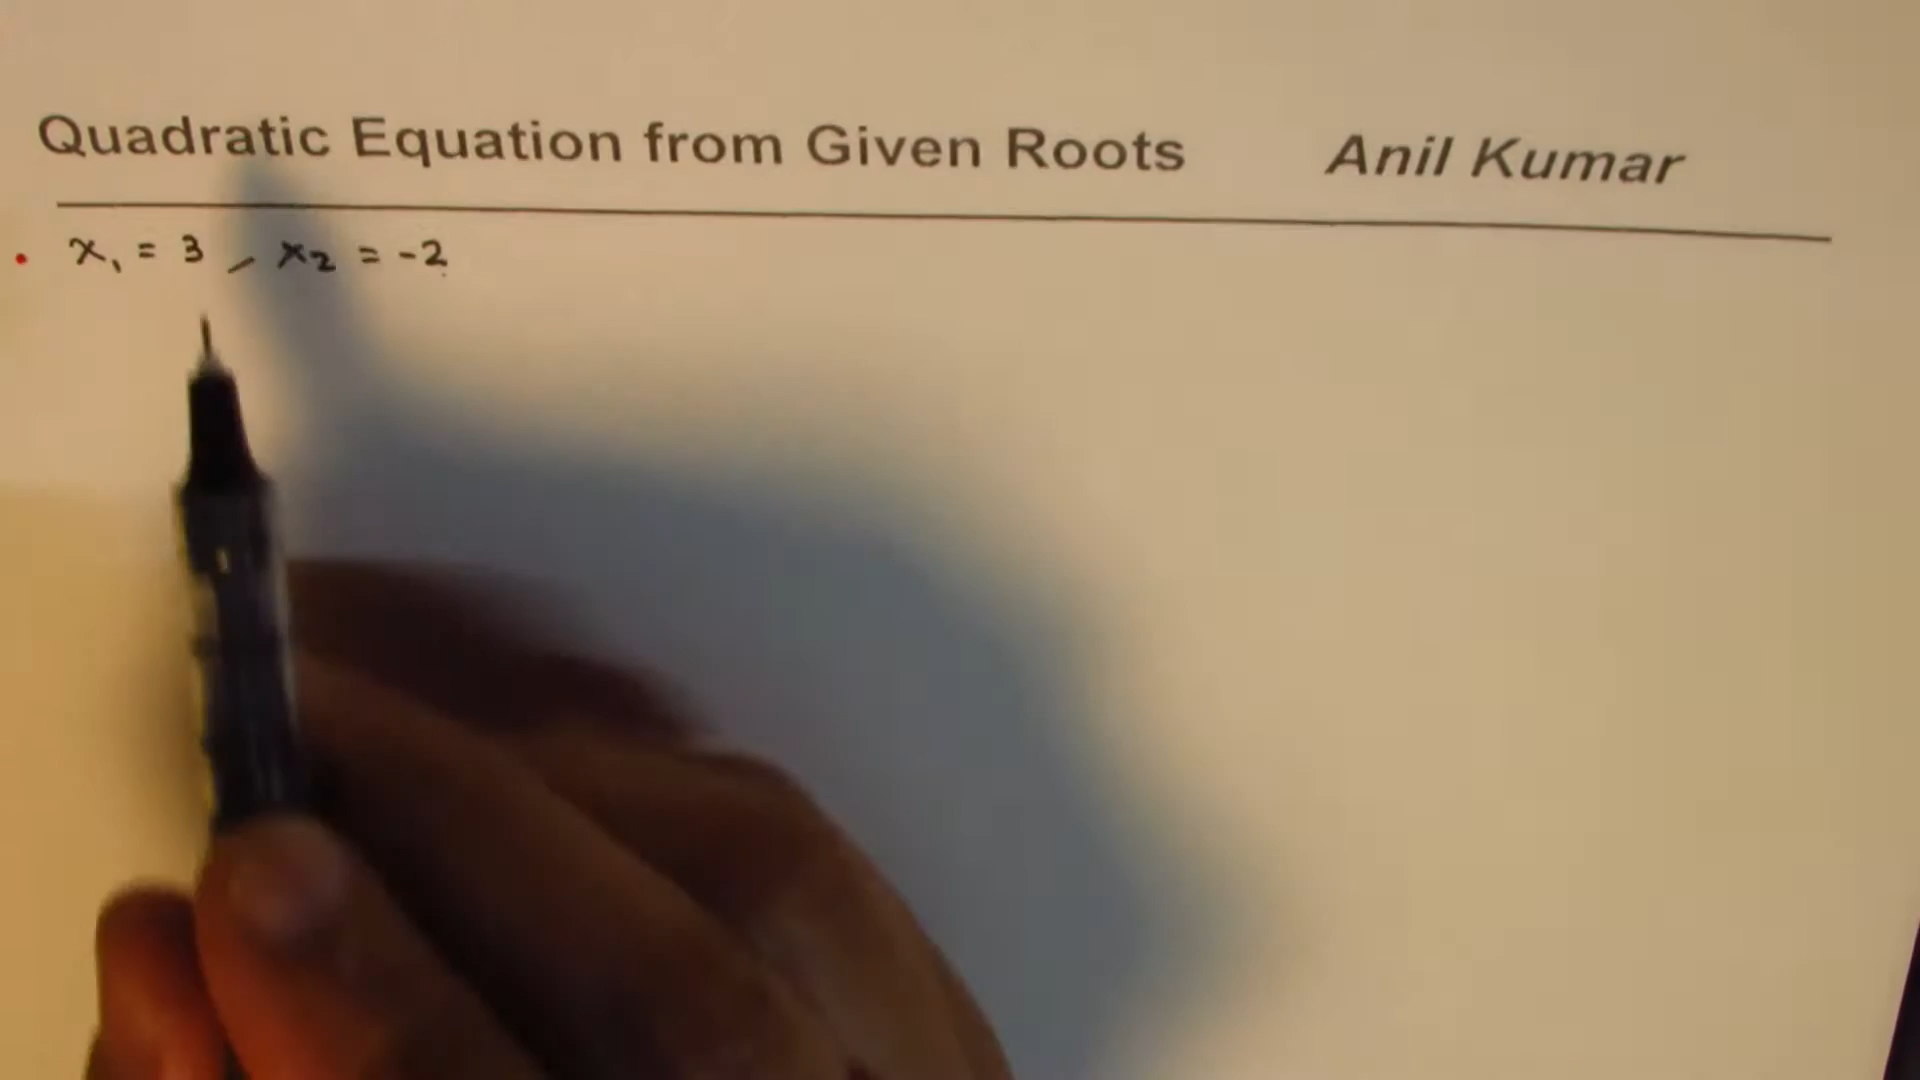 Quadratic Equation from Given Roots Anil Kumar
• x₁ = 3, x₂ = -2